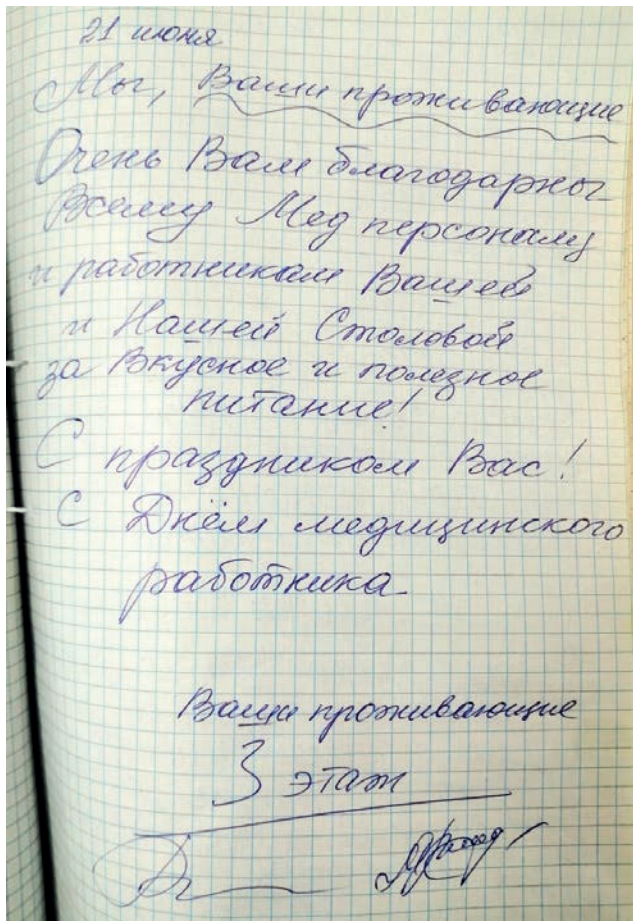 21 июня
Мы, Ваши проживающие
Очень Вам благодарны
Всему Мед персоналу
и работникам Вашей
и Нашей Столовой
за Вкусное и полезное
питание!
С праздником Вас!
С Днём медицинского
работника.
Ваши проживающие
3 этаж